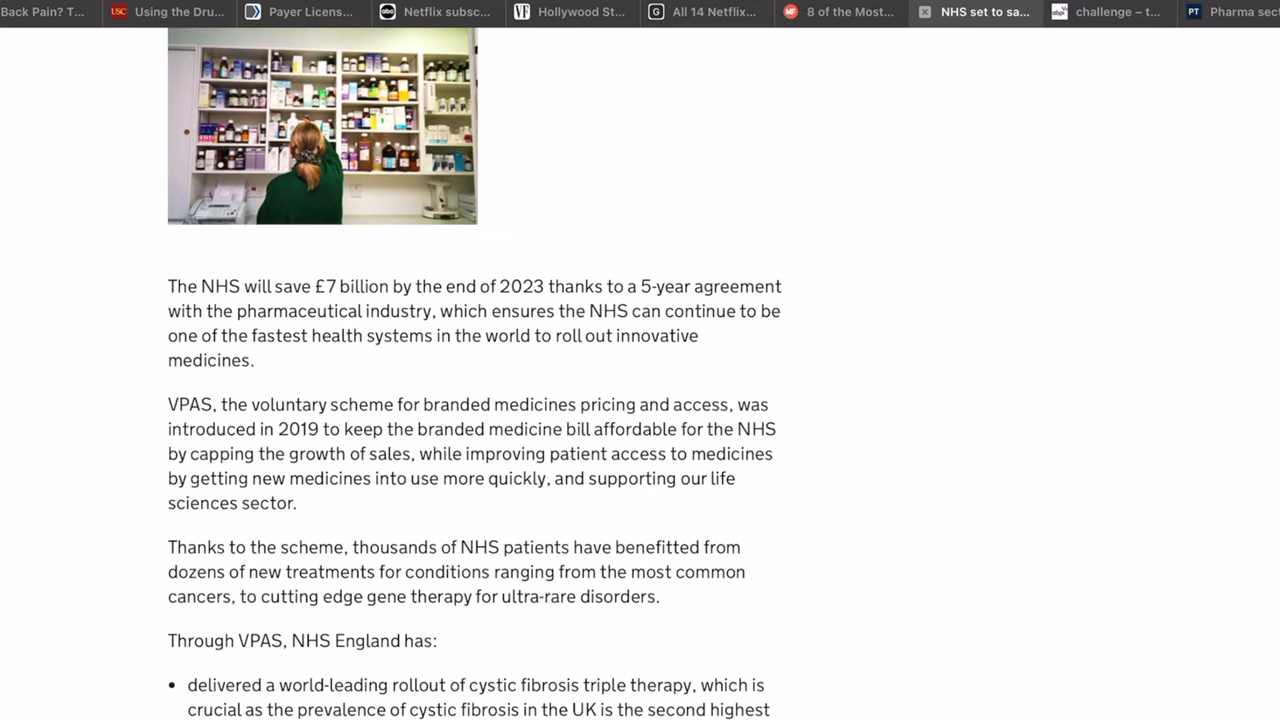 Back Pain? T...
USC Using the Dru...
Payer Licens...
abc Netflix subsc...
VF Hollywood St...
G All 14 Netflix...
MF 8 of the Most...
NHS set to sa...
challenge – t...
PT Pharma sect
The NHS will save £7 billion by the end of 2023 thanks to a 5-year agreement
with the pharmaceutical industry, which ensures the NHS can continue to be
one of the fastest health systems in the world to roll out innovative
medicines.
VPAS, the voluntary scheme for branded medicines pricing and access, was
introduced in 2019 to keep the branded medicine bill affordable for the NHS
by capping the growth of sales, while improving patient access to medicines
by getting new medicines into use more quickly, and supporting our life
sciences sector.
Thanks to the scheme, thousands of NHS patients have benefitted from
dozens of new treatments for conditions ranging from the most common
cancers, to cutting edge gene therapy for ultra-rare disorders.
Through VPAS, NHS England has:
• delivered a world-leading rollout of cystic fibrosis triple therapy, which is
crucial as the prevalence of cystic fibrosis in the UK is the second highest